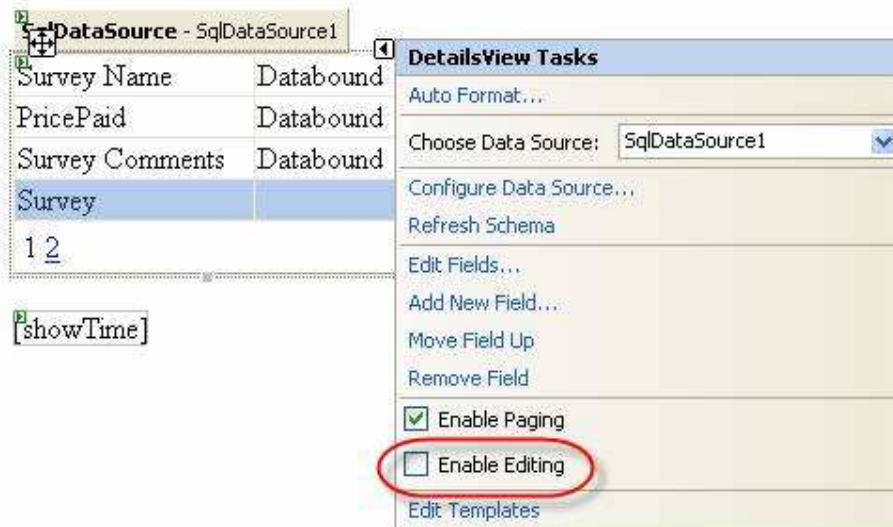 SqlDataSource - SqlDataSource1
Survey Name Databound
PricePaid Databound
Survey Comments Databound
Survey
1 2
[showTime]
DetailsView Tasks
Auto Format...
Choose Data Source: SqlDataSource1
Configure Data Source...
Refresh Schema
Edit Fields...
Add New Field...
Move Field Up
Remove Field
Enable Paging
Enable Editing
Edit Templates